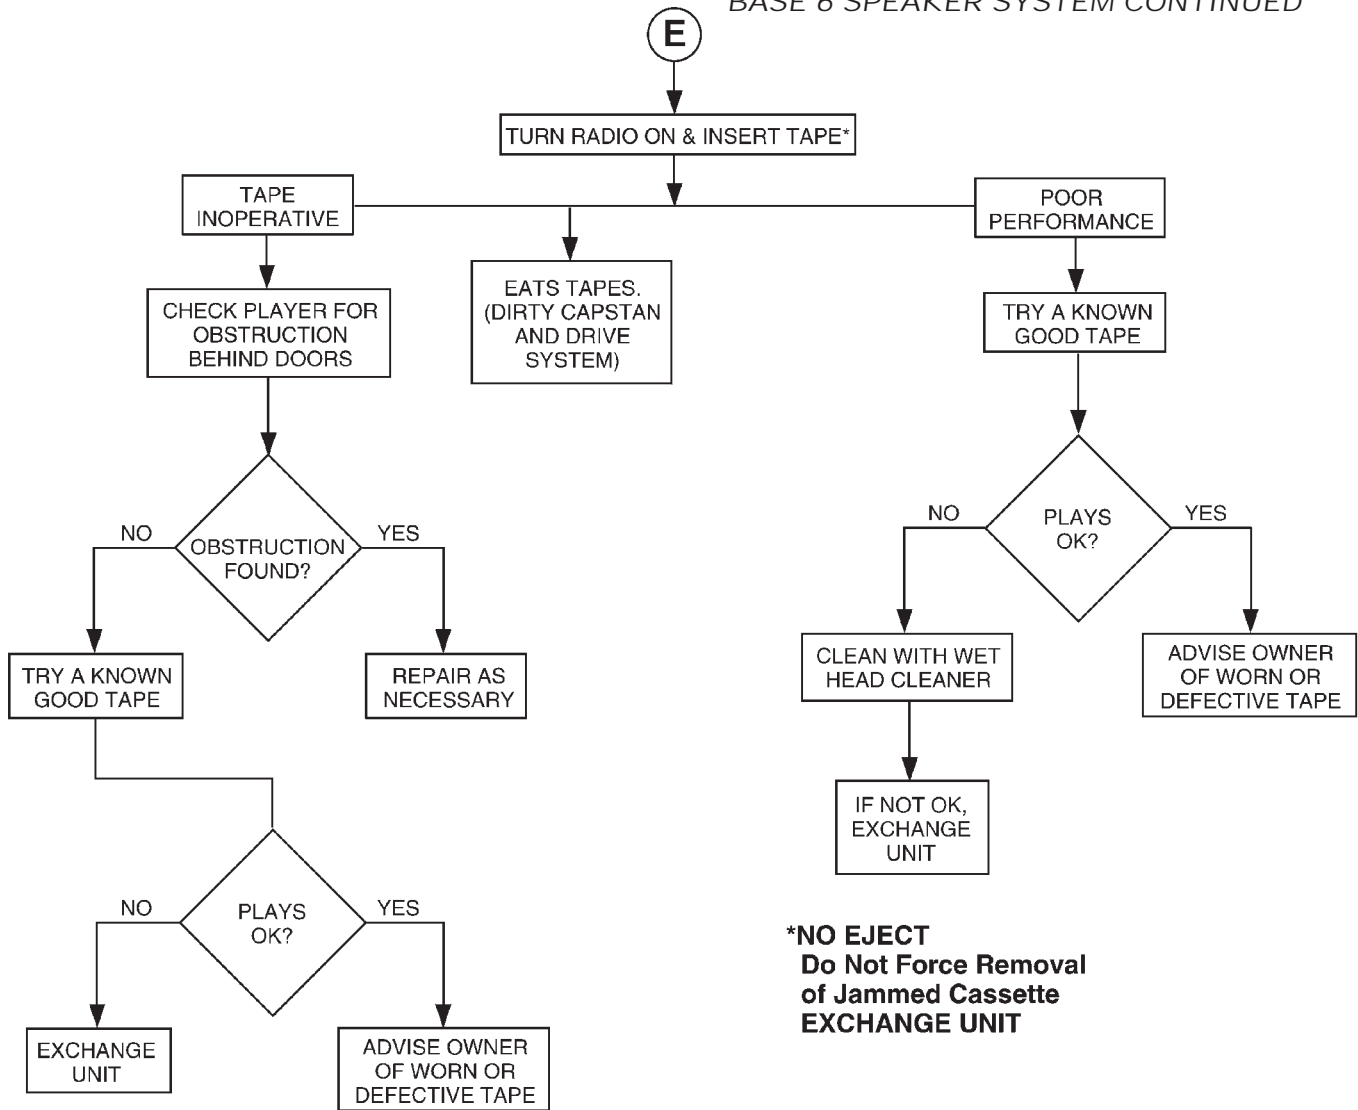 BASE 6 SPEAKER SYSTEM CONTINUED
E
TURN RADIO ON & INSERT TAPE*
TAPE
INOPERATIVE
POOR
PERFORMANCE
CHECK PLAYER FOR
OBSTRUCTION
BEHIND DOORS
EATS TAPES.
(DIRTY CAPSTAN
AND DRIVE
SYSTEM)
TRY A KNOWN
GOOD TAPE
NO
OBSTRUCTION
FOUND?
YES
NO
PLAYS
OK?
YES
TRY A KNOWN
GOOD TAPE
REPAIR AS
NECESSARY
CLEAN WITH WET
HEAD CLEANER
ADVISE OWNER
OF WORN OR
DEFECTIVE TAPE
IF NOT OK,
EXCHANGE
UNIT
NO
PLAYS
OK?
YES
EXCHANGE
UNIT
ADVISE OWNER
OF WORN OR
DEFECTIVE TAPE
*NO EJECT
Do Not Force Removal
of Jammed Cassette
EXCHANGE UNIT